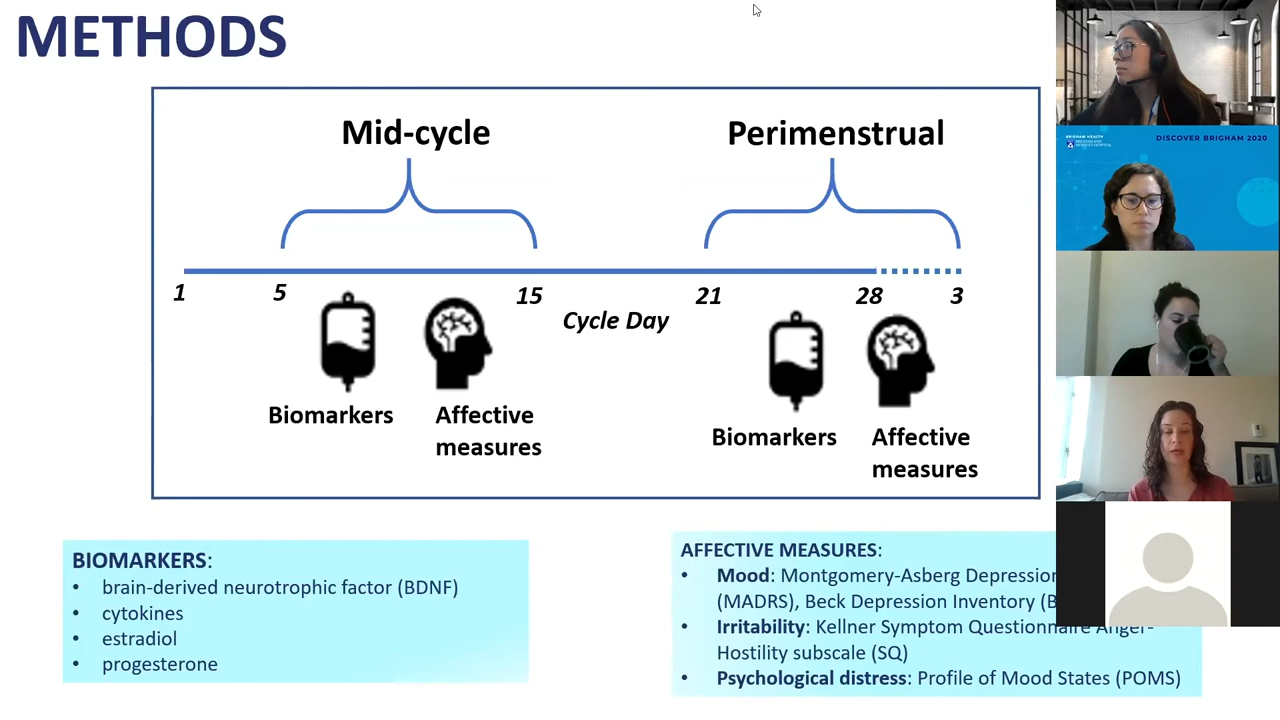 METHODS
Mid-cycle
Perimenstrual
1
5
15
21
28
3
Cycle Day
Biomarkers
Affective
measures
Biomarkers
Affective
measures
BIOMARKERS:
• brain-derived neurotrophic factor (BDNF)
• cytokines
• estradiol
• progesterone
AFFECTIVE MEASURES:
• Mood: Montgomery-Asberg Depression
(MADRS), Beck Depression Inventory (B
• Irritability: Kellner Symptom Questionnaire Anger-
Hostility subscale (SQ)
• Psychological distress: Profile of Mood States (POMS)
BRIGHAM HEALTH
DISCOVER BRIGHAM 2020